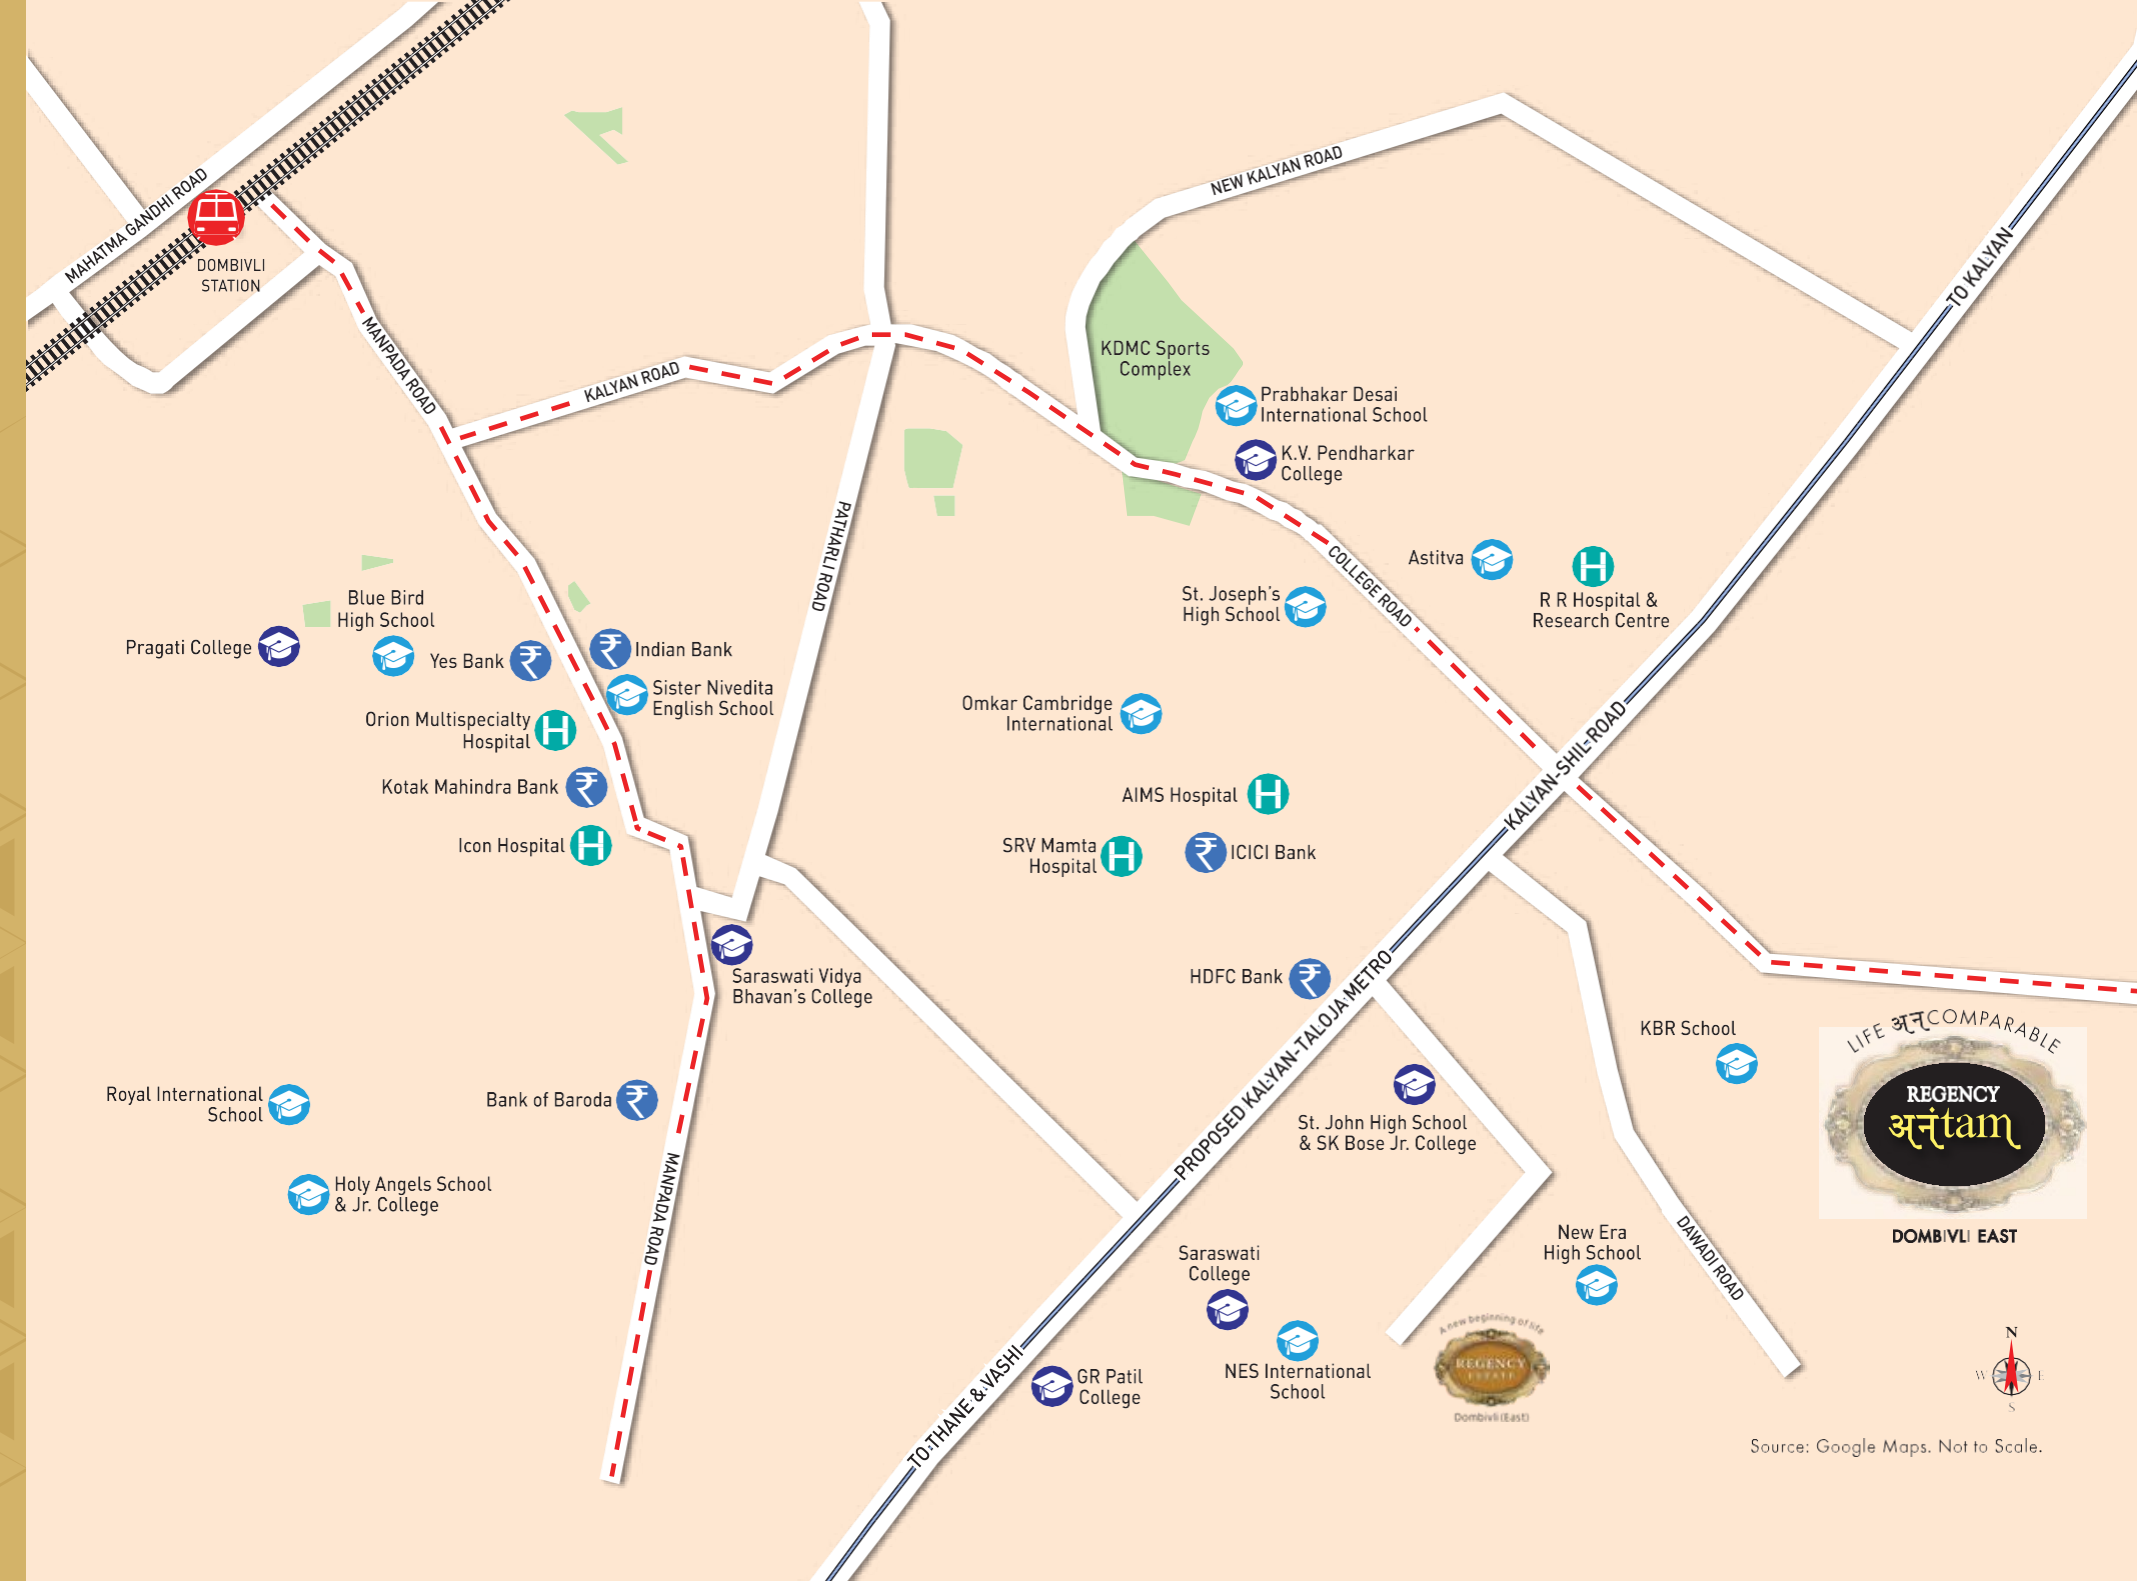 MAHATMA GANDHI ROAD
DOMBIVLI
STATION
MANPADA ROAD
KALYAN ROAD
PATHARLI ROAD
NEW KALYAN ROAD
TO KALYAN
KDMC Sports
Complex
Prabhakar Desai
International School
K.V. Pendharkar
College
COLLEGE ROAD
Astitva
R R Hospital &
Research Centre
St. Joseph's
High School
Blue Bird
High School
Pragati College
Yes Bank
Indian Bank
Sister Nivedita
English School
Orion Multispecialty
Hospital
Kotak Mahindra Bank
Icon Hospital
Omkar Cambridge
International
AIMS Hospital
SRV Mamta
Hospital
ICICI Bank
KALYAN-SHIL-ROAD
Saraswati Vidya
Bhavan's College
HDFC Bank
PROPOSED KALYAN-TALOJA METRO
KBR School
LIFE अनCOMPARABLE
REGENCY
अनंtam
DOMBIVLI EAST
Royal International
School
Bank of Baroda
St. John High School
& SK Bose Jr. College
Holy Angels School
& Jr. College
MANPADA ROAD
New Era
High School
DAWADI ROAD
Saraswati
College
NES International
School
GR Patil
College
TO THANE & VASHI
A new beginning of life
REGENCY
ESTATE
Dombivli (East)
N
W
E
S
Source: Google Maps. Not to Scale.